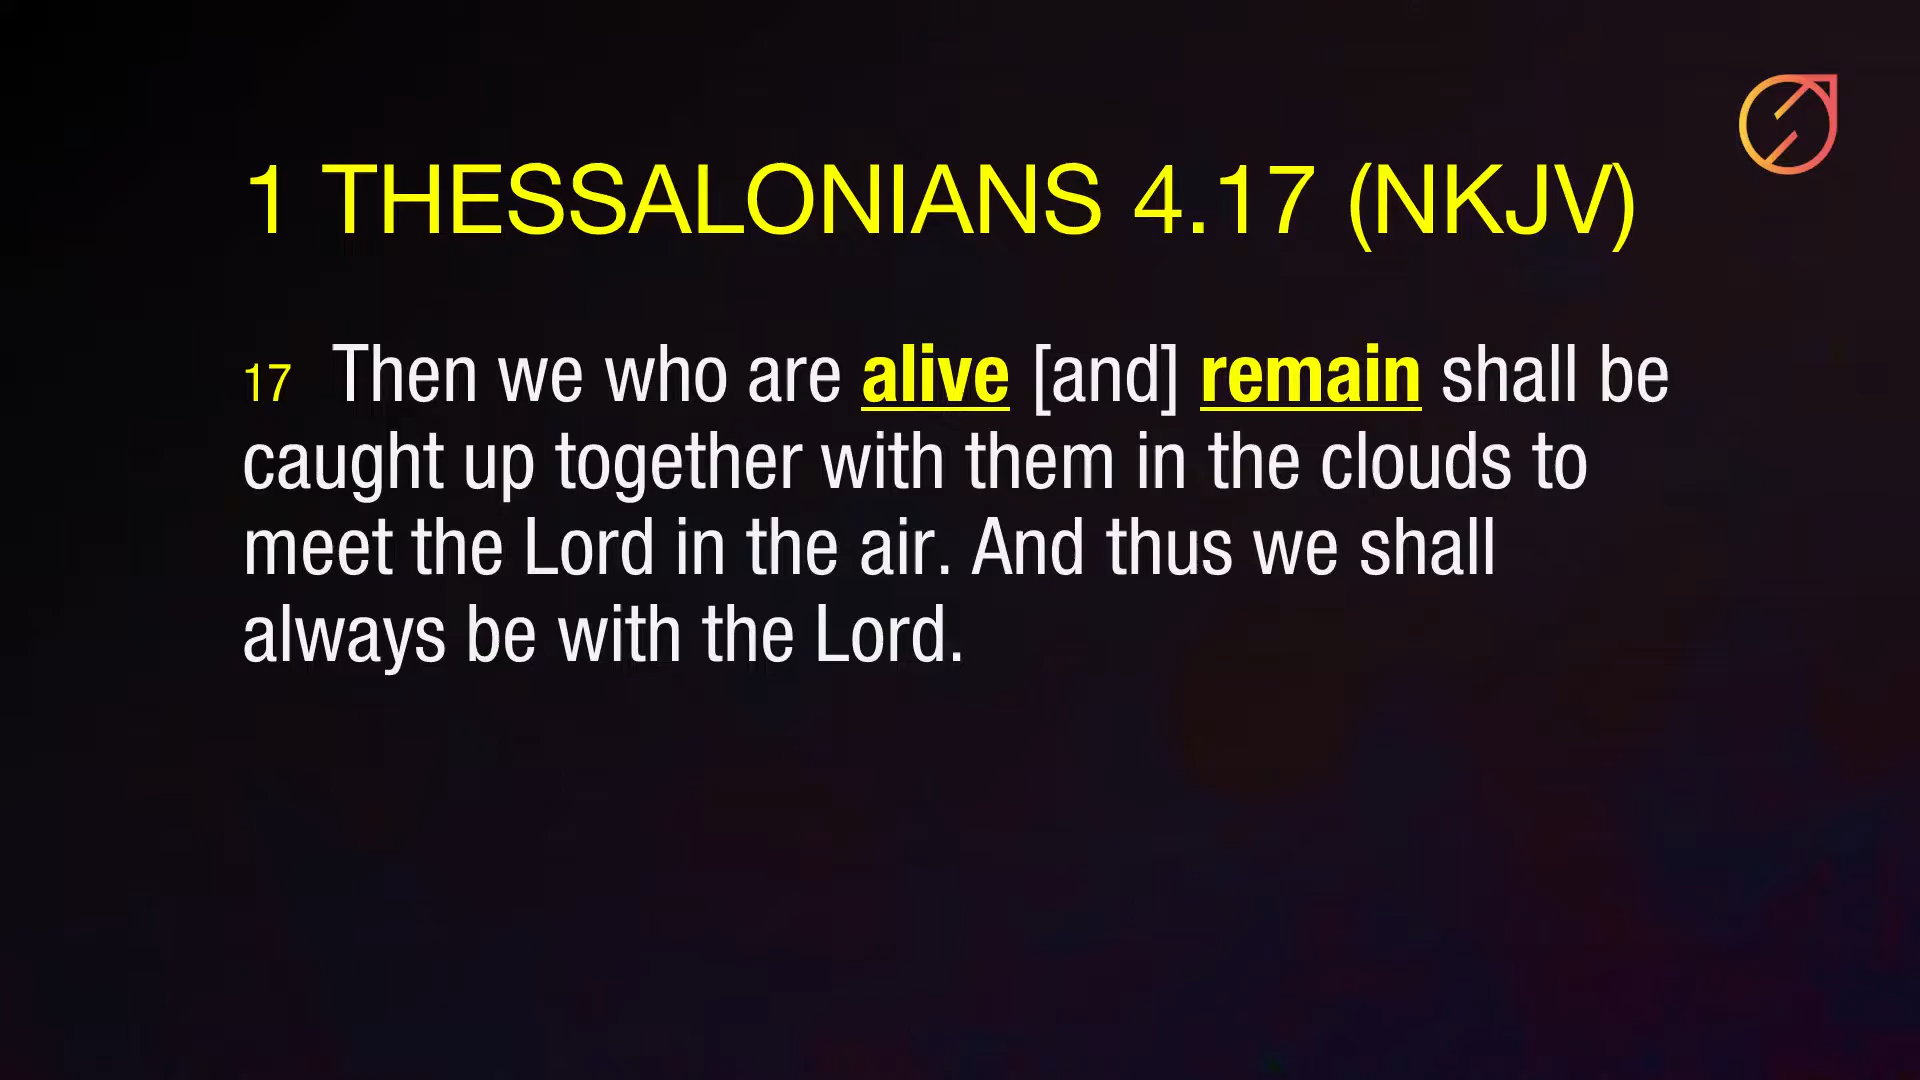 1 THESSALONIANS 4.17 (NKJV)
17 Then we who are alive [and] remain shall be
caught up together with them in the clouds to
meet the Lord in the air. And thus we shall
always be with the Lord.